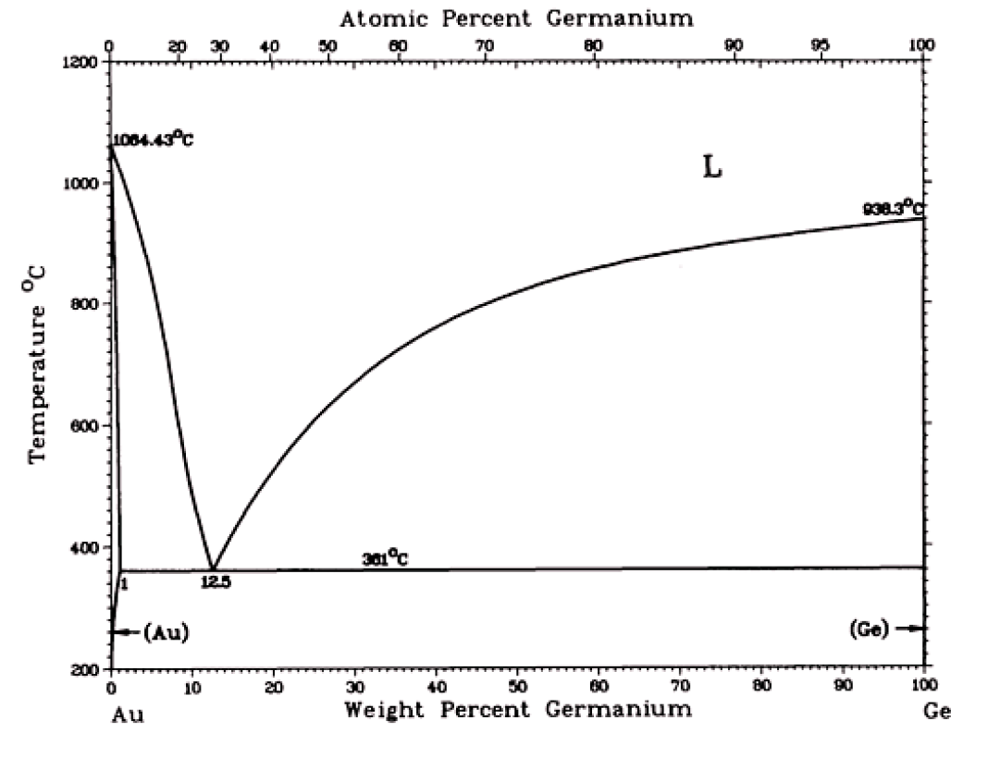 Atomic Percent Germanium
0 20 30 40 50 60 70 80 90 95 100
1200
1064.43°C
L
1000
938.3°C
800
Temperature °C
600
400
361°C
1 12.5
(Au) (Ge)
200
0 10 20 30 40 50 60 70 80 90 100
Au Weight Percent Germanium Ge